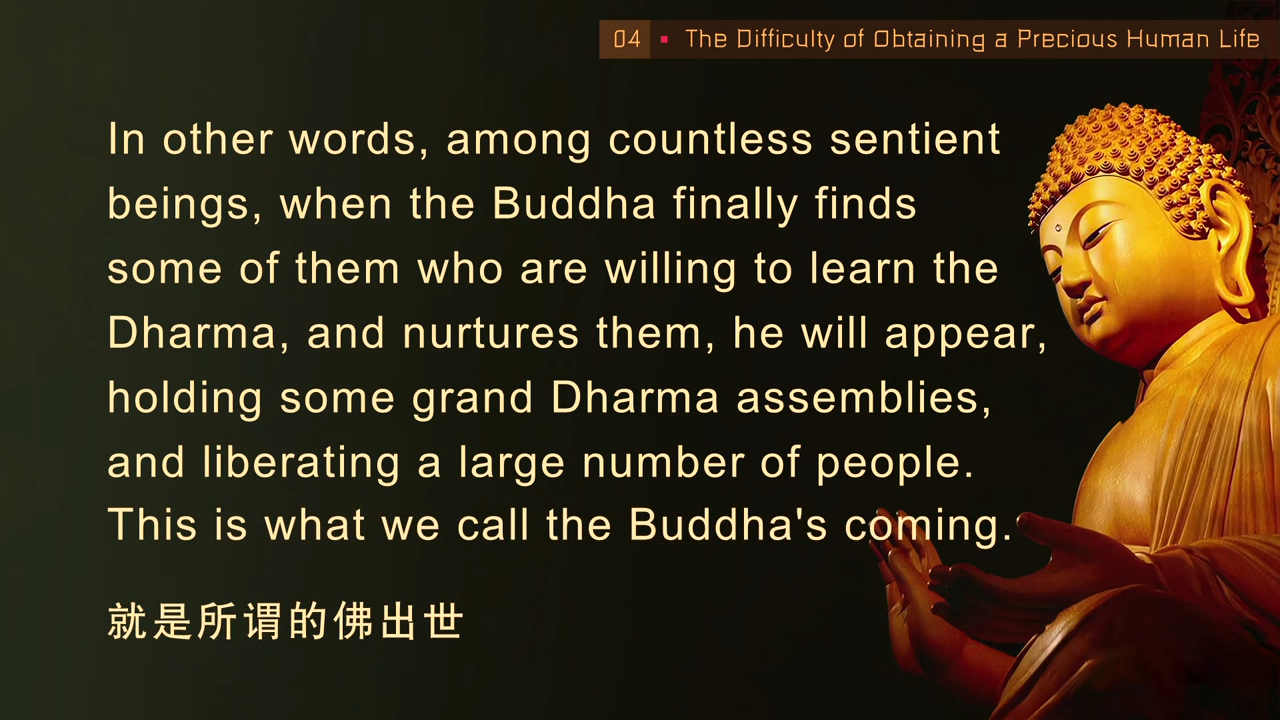 04 ▪ The Difficulty of Obtaining a Precious Human Life
In other words, among countless sentient
beings, when the Buddha finally finds
some of them who are willing to learn the
Dharma, and nurtures them, he will appear,
holding some grand Dharma assemblies,
and liberating a large number of people.
This is what we call the Buddha's coming.
就是所谓的佛出世